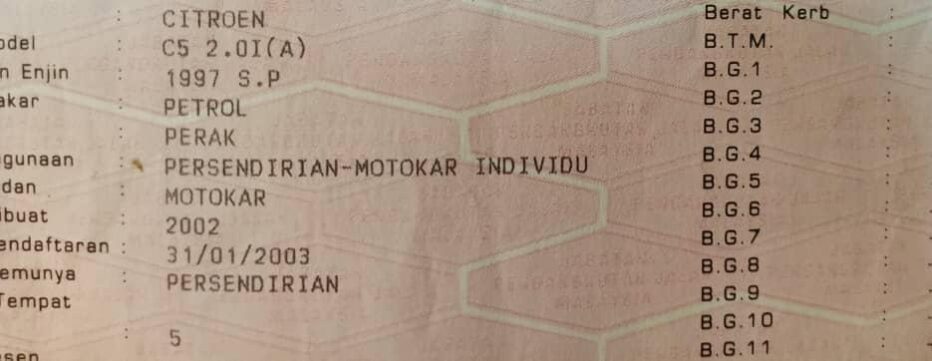 : CITROEN Berat Kerb :
odel : C5 2.0I(A) B.T.M. :
n Enjin : 1997 S.P B.G.1 :
akar : PETROL B.G.2 :
: PERAK B.G.3 :
gunaan : PERSENDIRIAN-MOTOKAR INDIVIDU B.G.4 :
dan : MOTOKAR B.G.5 :
ibuat : 2002 B.G.6 :
endaftaran : 31/01/2003 B.G.7 :
emunya : PERSENDIRIAN B.G.8 :
Tempat B.G.9 :
: 5 B.G.10 :
esen B.G.11 :